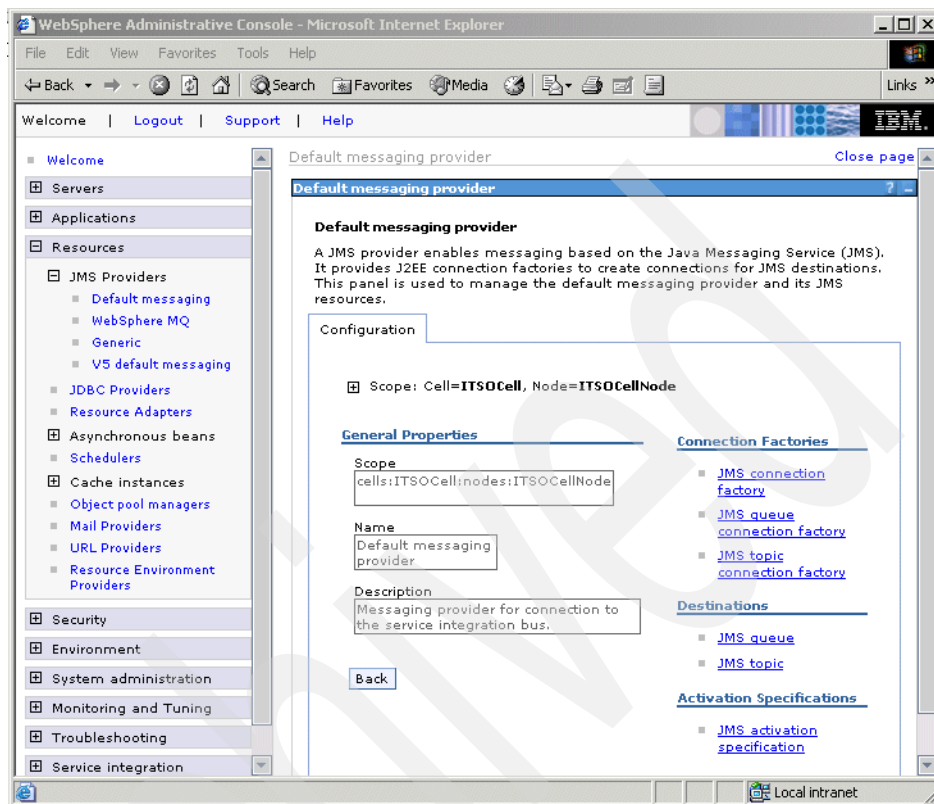 WebSphere Administrative Console - Microsoft Internet Explorer
File Edit View Favorites Tools Help
Back Search Favorites Media Links »
Welcome | Logout | Support | Help IBM.
Welcome
Servers
Applications
Resources
JMS Providers
Default messaging
WebSphere MQ
Generic
V5 default messaging
JDBC Providers
Resource Adapters
Asynchronous beans
Schedulers
Cache instances
Object pool managers
Mail Providers
URL Providers
Resource Environment
Providers
Security
Environment
System administration
Monitoring and Tuning
Troubleshooting
Service integration
Default messaging provider Close page
Default messaging provider ? -
Default messaging provider
A JMS provider enables messaging based on the Java Messaging Service (JMS).
It provides J2EE connection factories to create connections for JMS destinations.
This panel is used to manage the default messaging provider and its JMS
resources.
Configuration
Scope: Cell=ITSOCell, Node=ITSOCellNode
General Properties
Scope
cells:ITSOCell:nodes:ITSOCellNode
Name
Default messaging
provider
Description
Messaging provider for connection to
the service integration bus.
Back
Connection Factories
JMS connection
factory
JMS queue
connection factory
JMS topic
connection factory
Destinations
JMS queue
JMS topic
Activation Specifications
JMS activation
specification
Local intranet